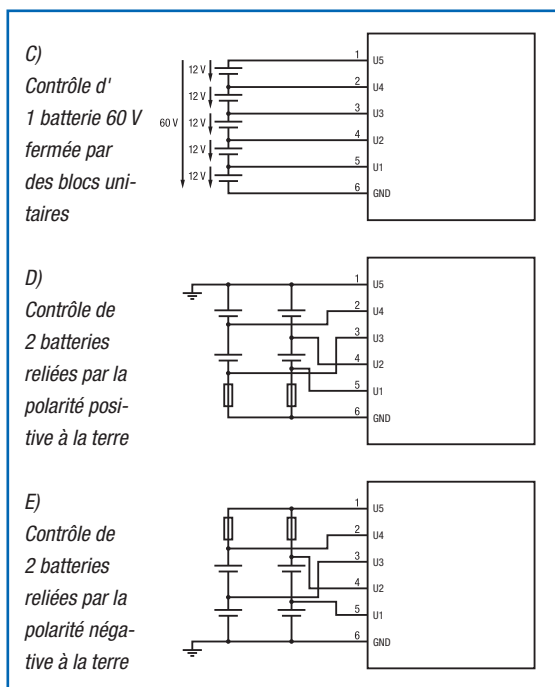 C)
Contrôle d'
1 batterie 60 V
fermée par
des blocs uni-
taires
60 V
12 V
12 V
12 V
12 V
12 V
1 U5
2 U4
3 U3
4 U2
5 U1
6 GND
D)
Contrôle de
2 batteries
reliées par la
polarité posi-
tive à la terre
1 U5
2 U4
3 U3
4 U2
5 U1
6 GND
E)
Contrôle de
2 batteries
reliées par la
polarité néga-
tive à la terre
1 U5
2 U4
3 U3
4 U2
5 U1
6 GND